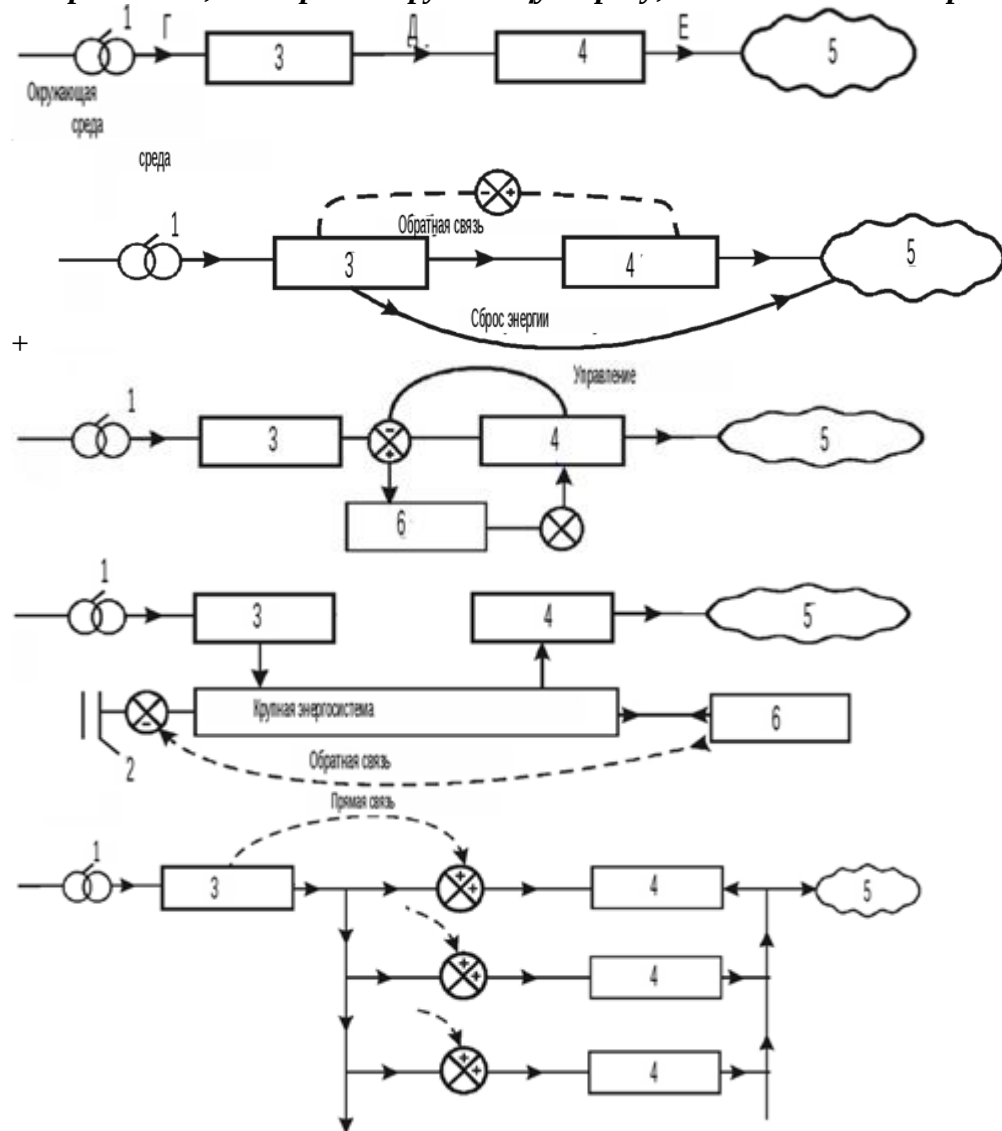 1 Г 3 Д 4 Е 5
Окружающая
среда
среда
1 Обратная связь
3 4 5
Сброс энергии
+
Управление
1 3 - + 4 5
6
1 3 4 5
Крупная энергосистема 6
2 Обратная связь
Прямая связь
1 3 + + 4 5
+ + 4
+ + 4